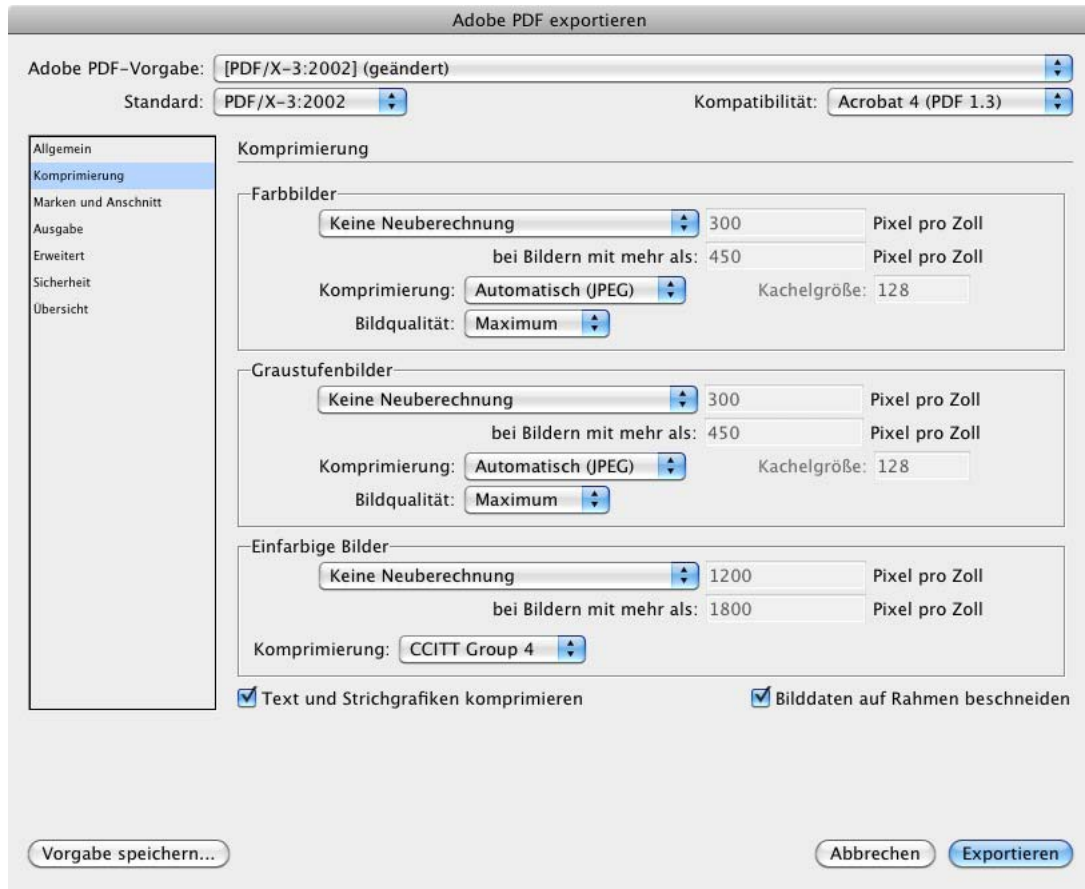 Adobe PDF exportieren
Adobe PDF-Vorgabe: [PDF/X-3:2002] (geändert)
Standard: PDF/X-3:2002 Kompatibilität: Acrobat 4 (PDF 1.3)
Allgemein
Komprimierung
Marken und Anschnitt
Ausgabe
Erweitert
Sicherheit
Übersicht
Komprimierung
Farbbilder
Keine Neuberechnung 300 Pixel pro Zoll
bei Bildern mit mehr als: 450 Pixel pro Zoll
Komprimierung: Automatisch (JPEG) Kachelgröße: 128
Bildqualität: Maximum
Graustufenbilder
Keine Neuberechnung 300 Pixel pro Zoll
bei Bildern mit mehr als: 450 Pixel pro Zoll
Komprimierung: Automatisch (JPEG) Kachelgröße: 128
Bildqualität: Maximum
Einfarbige Bilder
Keine Neuberechnung 1200 Pixel pro Zoll
bei Bildern mit mehr als: 1800 Pixel pro Zoll
Komprimierung: CCITT Group 4
Text und Strichgrafiken komprimieren Bilddaten auf Rahmen beschneiden
Vorgabe speichern... Abbrechen Exportieren